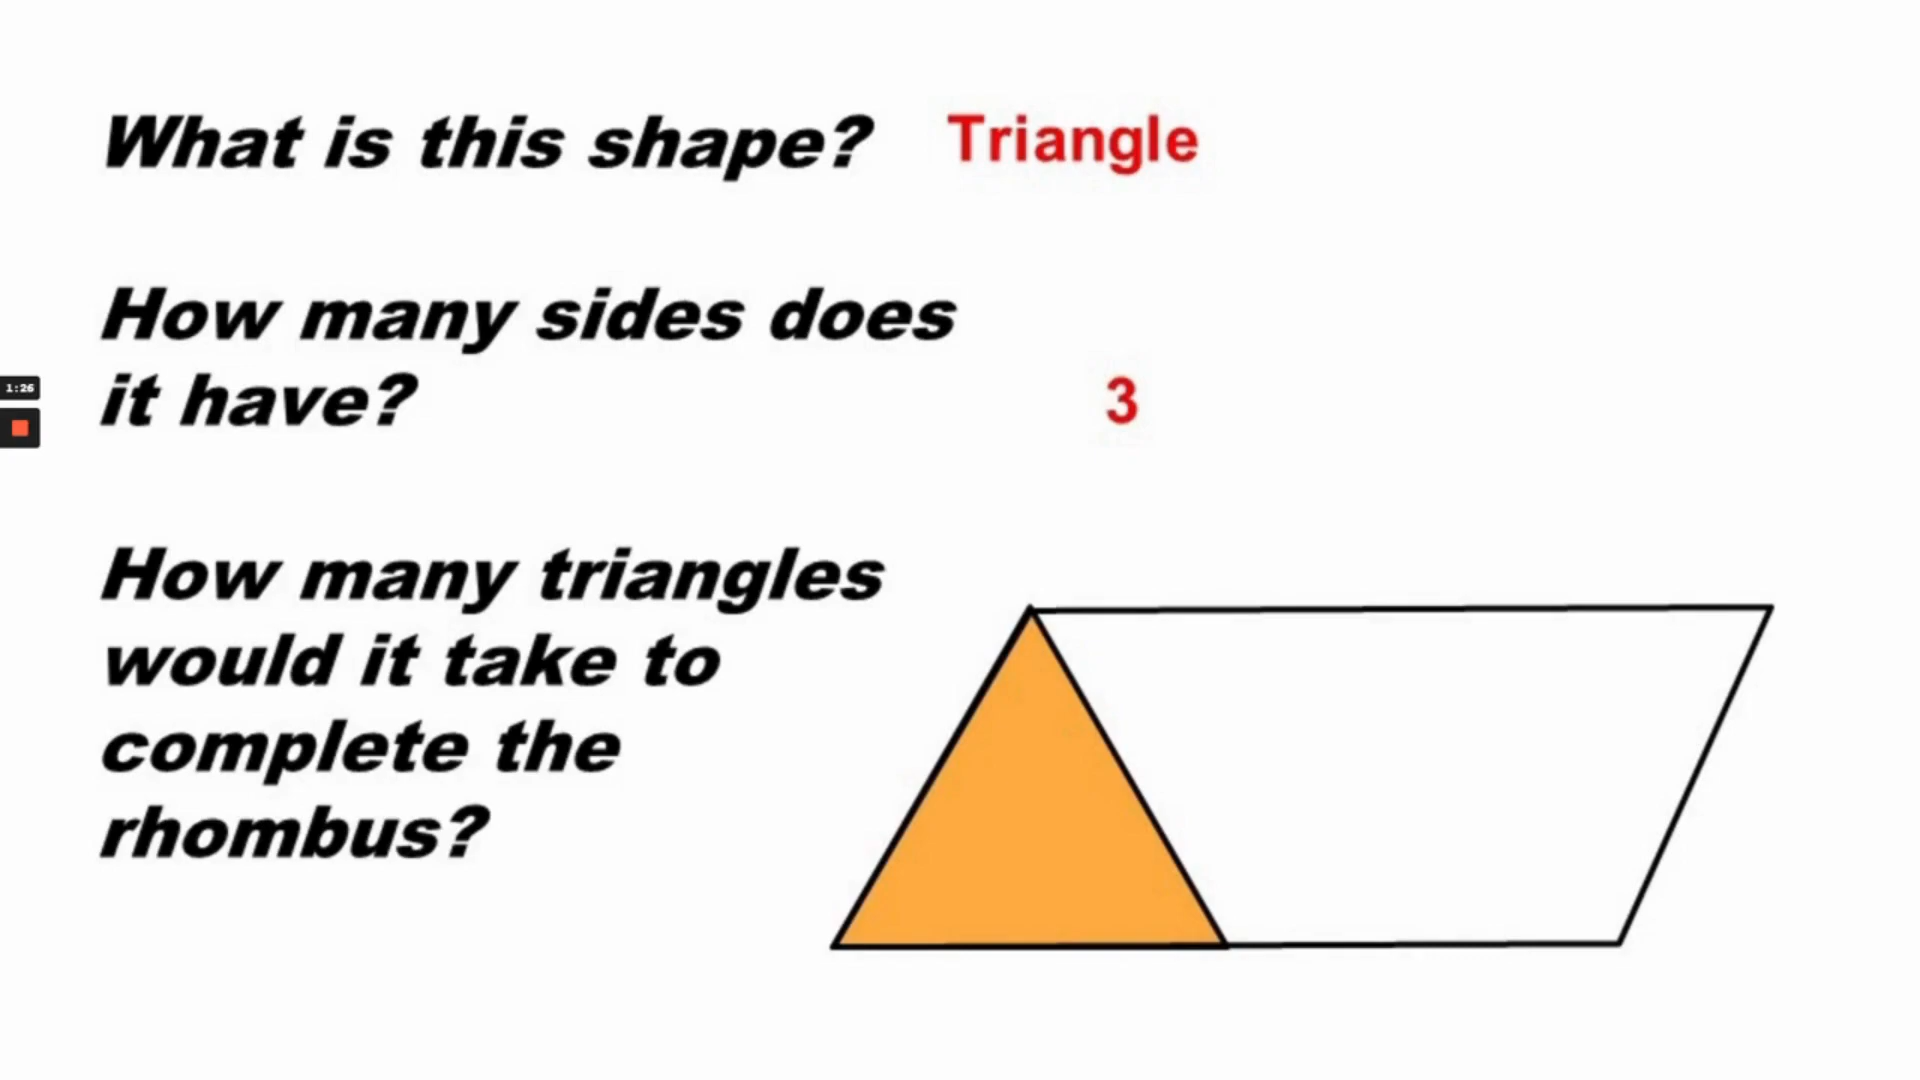 What is this shape? Triangle
How many sides does
it have? 3
1:26
How many triangles
would it take to
complete the
rhombus?